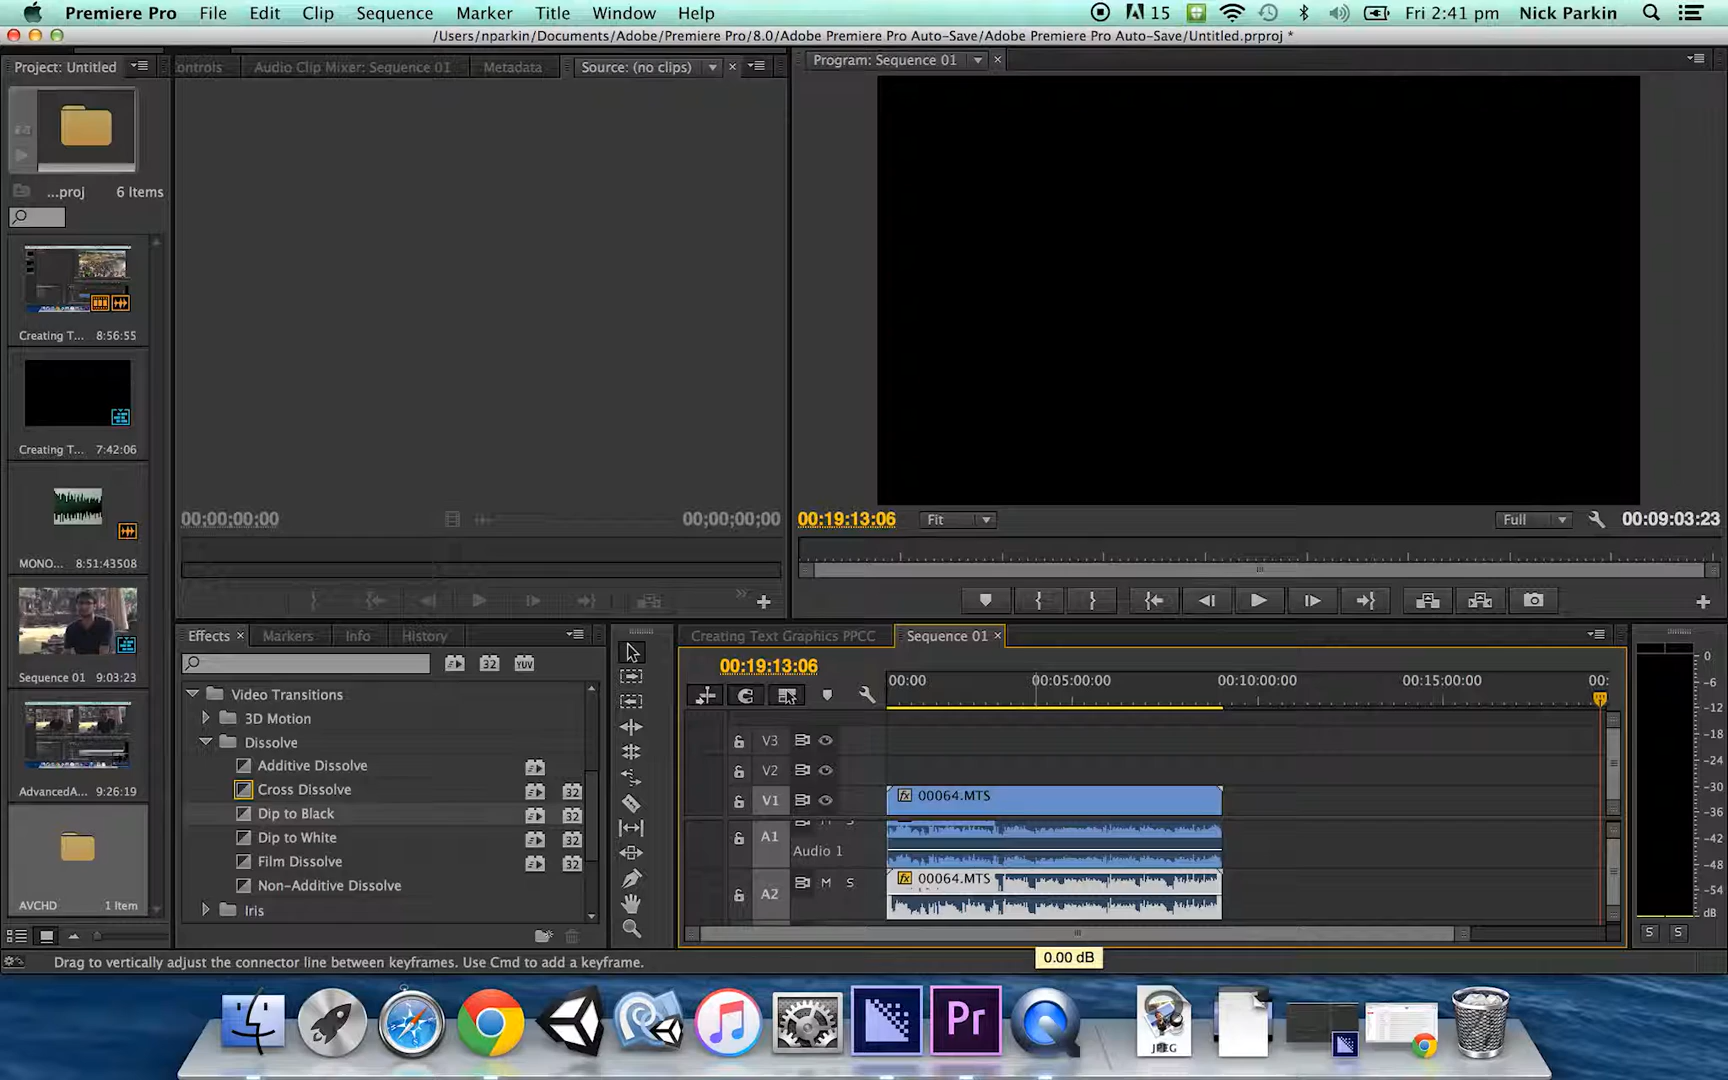 Premiere Pro File Edit Clip Sequence Marker Title Window Help 15 Fri 2:41 pm Nick Parkin
/Users/nparkin/Documents/Adobe/Premiere Pro/8.0/Adobe Premiere Pro Auto-Save/Adobe Premiere Pro Auto-Save/Untitled.prproj *
Project: Untitled
ontrols Audio Clip Mixer: Sequence 01 Metadata Source: (no clips)
Program: Sequence 01
...proj 6 Items
Creating T... 8:56:55
Creating T... 7:42:06
MONO... 8:51:43508
Sequence 01 9:03:23
AdvancedA... 9:26:19
AVCHD 1 Item
00;00;00;00 00;00;00;00
00:19:13:06 Fit Full 00:09:03:23
Effects Markers Info History
32 YUV
Video Transitions
3D Motion
Dissolve
Additive Dissolve
Cross Dissolve 32
Dip to Black 32
Dip to White 32
Film Dissolve 32
Non-Additive Dissolve
Iris
Creating Text Graphics PPCC Sequence 01
00:19:13:06
00:00 00:05:00:00 00:10:00:00 00:15:00:00 00:
V3
V2
V1 fx 00064.MTS
A1 M S
Audio 1
A2 M S fx 00064.MTS
0
-6
-12
-18
-24
-30
-36
-42
-48
-54
dB
S S
0.00 dB
Drag to vertically adjust the connector line between keyframes. Use Cmd to add a keyframe.
Pr
JPEG